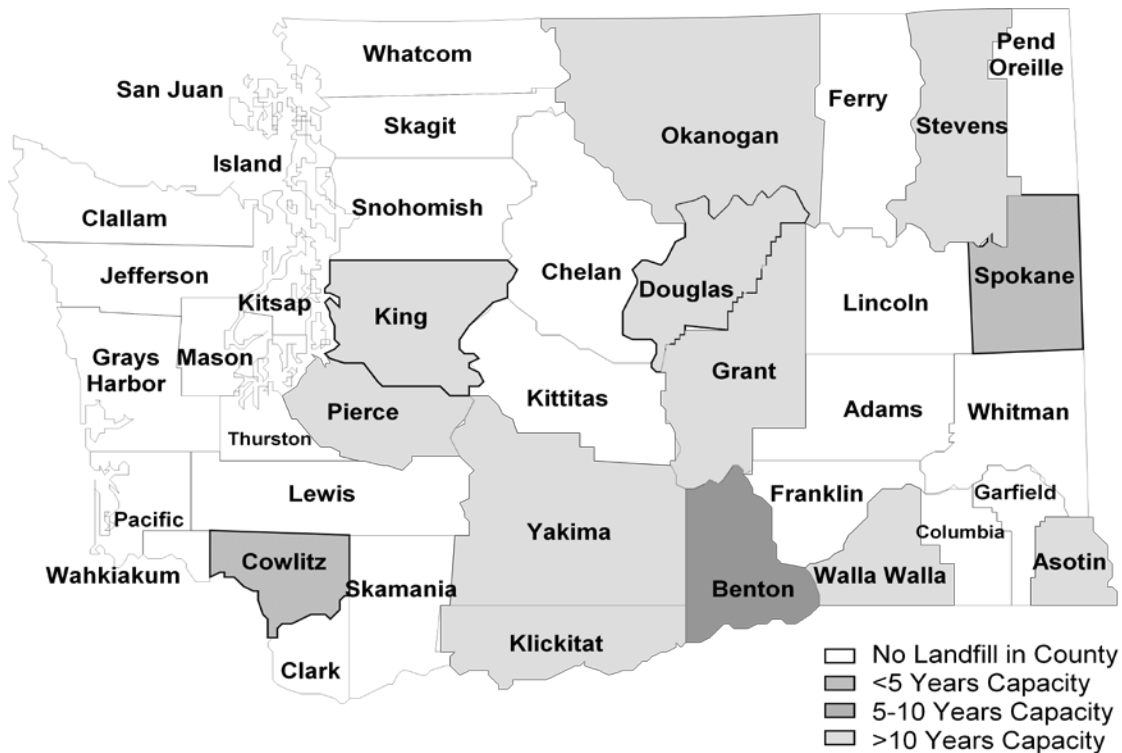 Whatcom
Pend
Oreille
San Juan
Ferry
Skagit
Stevens
Okanogan
Island
Snohomish
Clallam
Chelan
Jefferson
Spokane
Douglas
Kitsap
Lincoln
King
Grays
Harbor
Mason
Grant
Kittitas
Pierce
Adams
Whitman
Thurston
Lewis
Franklin
Garfield
Pacific
Yakima
Columbia
Cowlitz
Asotin
Wahkiakum
Skamania
Benton
Walla Walla
Klickitat
Clark
No Landfill in County
<5 Years Capacity
5-10 Years Capacity
>10 Years Capacity